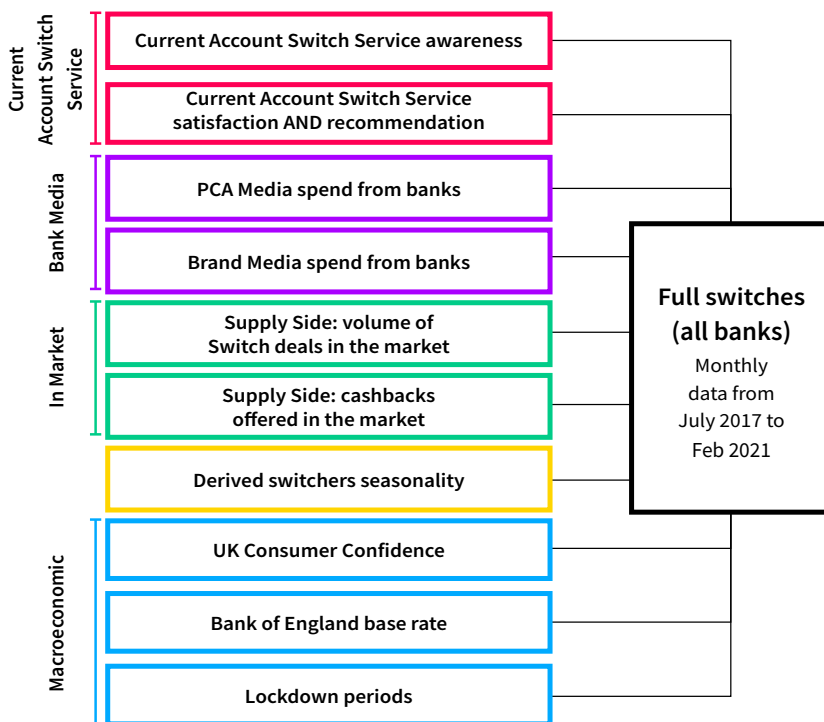 Current
Account Switch
Service
Current Account Switch Service awareness
Current Account Switch Service
satisfaction AND recommendation
Bank Media
PCA Media spend from banks
Brand Media spend from banks
In Market
Supply Side: volume of
Switch deals in the market
Supply Side: cashbacks
offered in the market
Derived switchers seasonality
Macroeconomic
UK Consumer Confidence
Bank of England base rate
Lockdown periods
Full switches
(all banks)
Monthly
data from
July 2017 to
Feb 2021